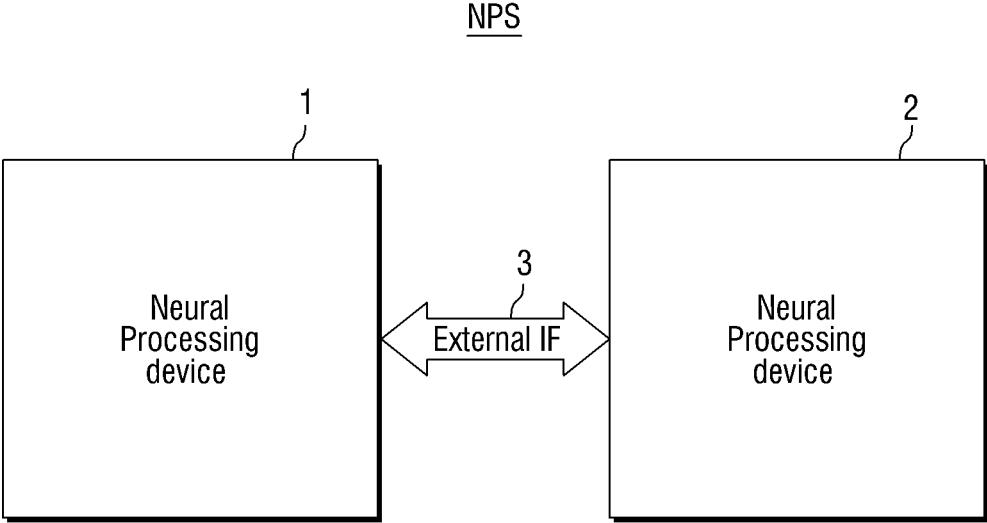 NPS
1
2
3
Neural
Processing
device
External IF
Neural
Processing
device